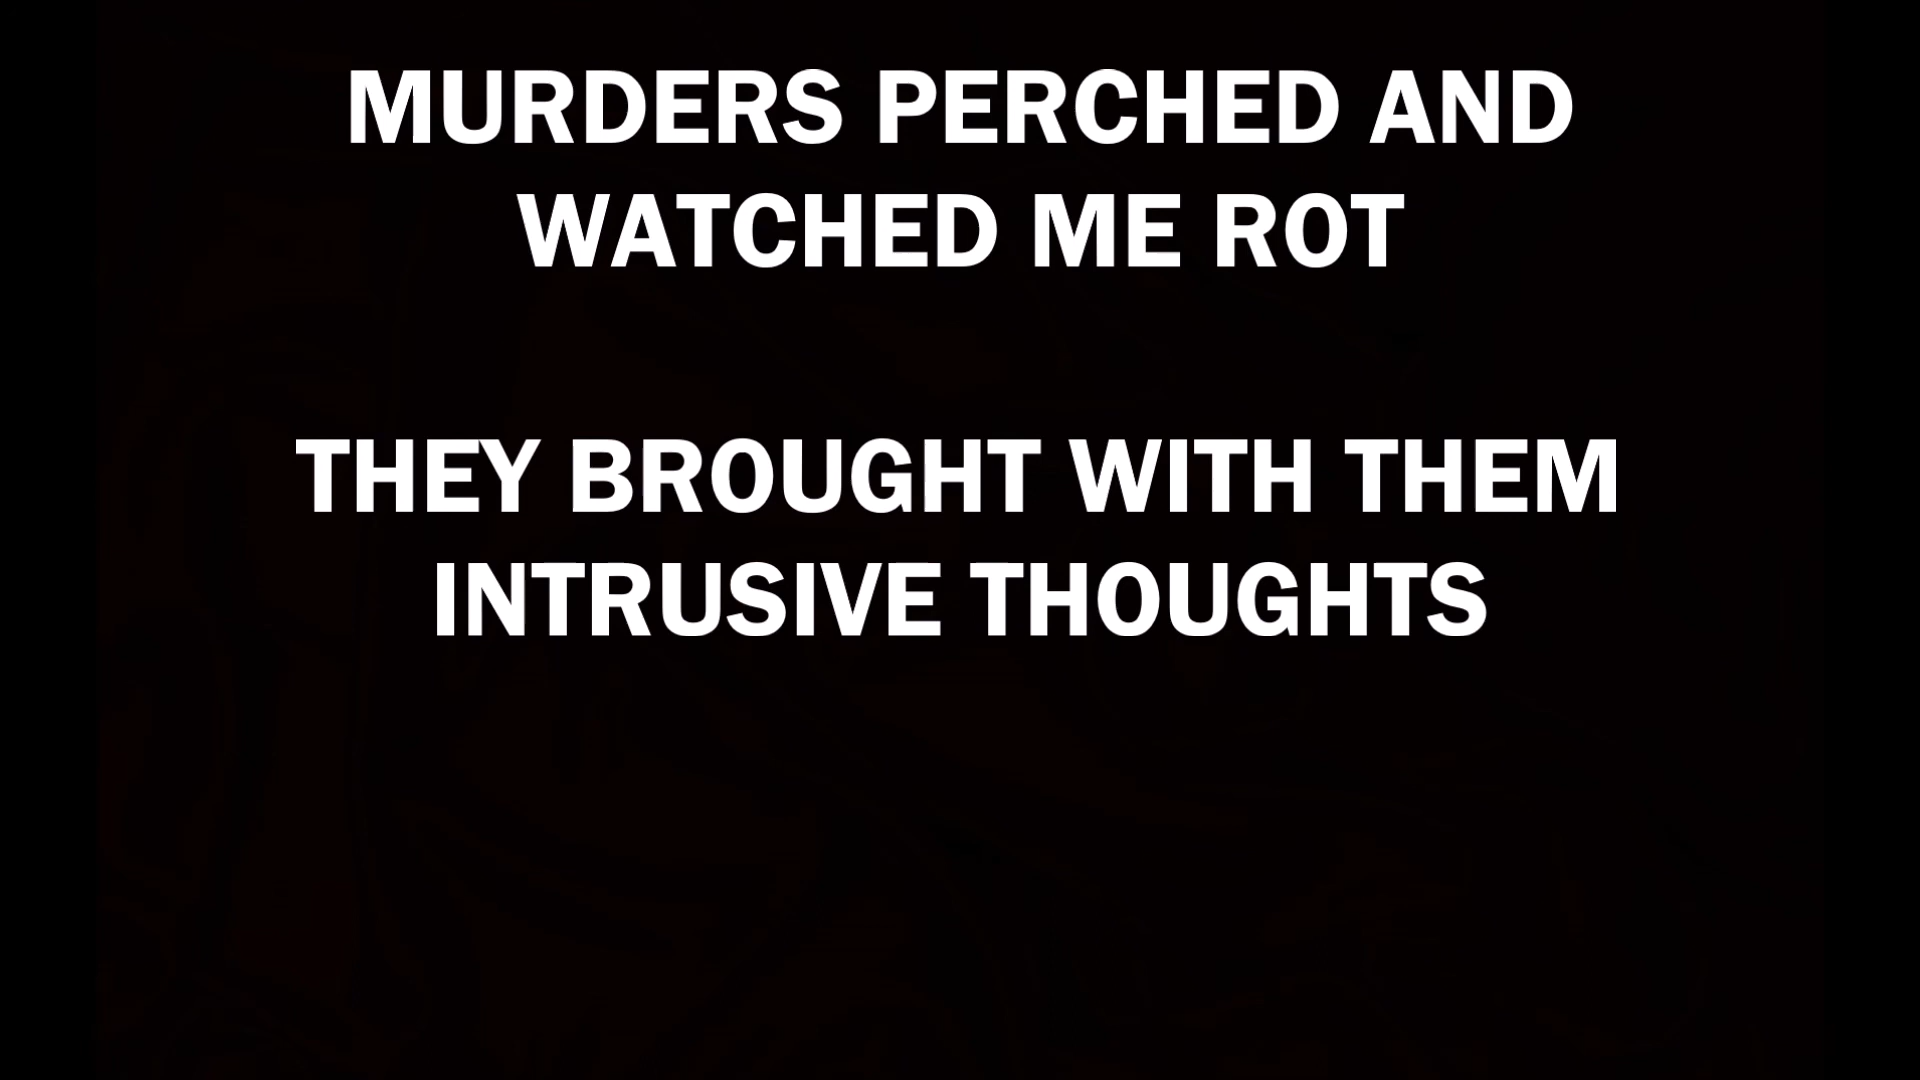 MURDERS PERCHED AND
WATCHED ME ROT
THEY BROUGHT WITH THEM
INTRUSIVE THOUGHTS